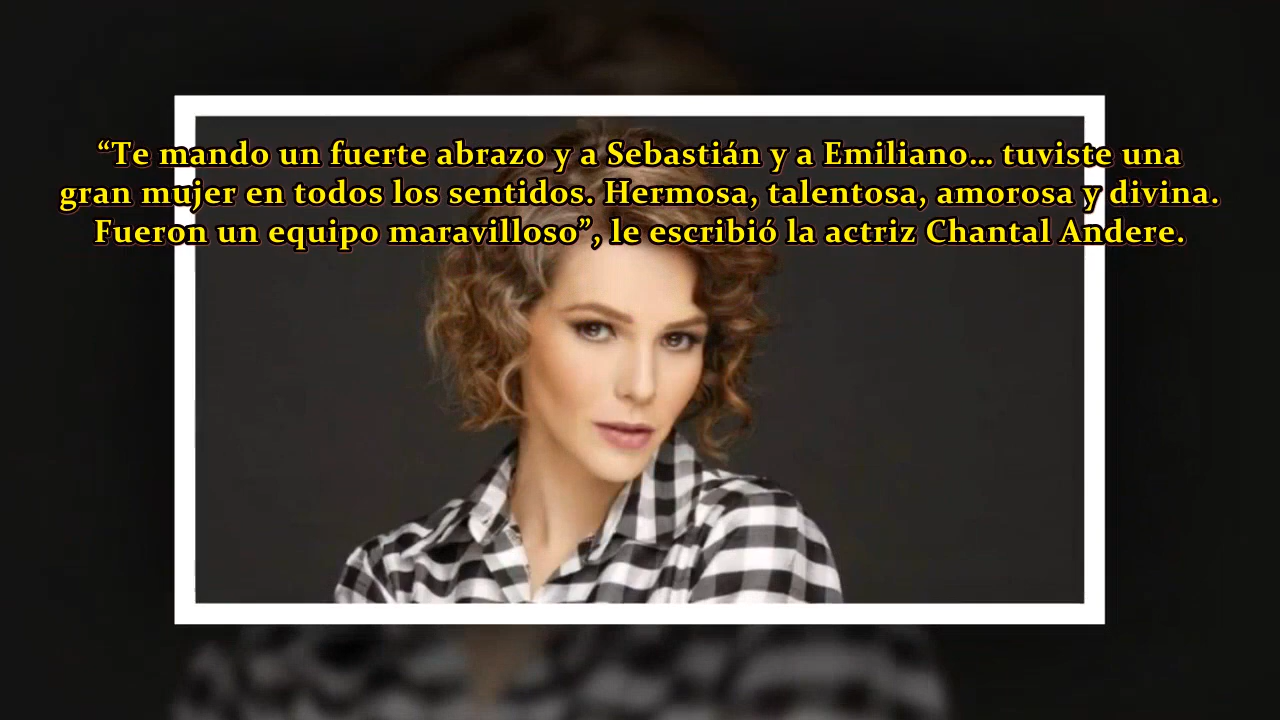 “Te mando un fuerte abrazo y a Sebastián y a Emiliano... tuviste una
gran mujer en todos los sentidos. Hermosa, talentosa, amorosa y divina.
Fueron un equipo maravilloso”, le escribió la actriz Chantal Andere.